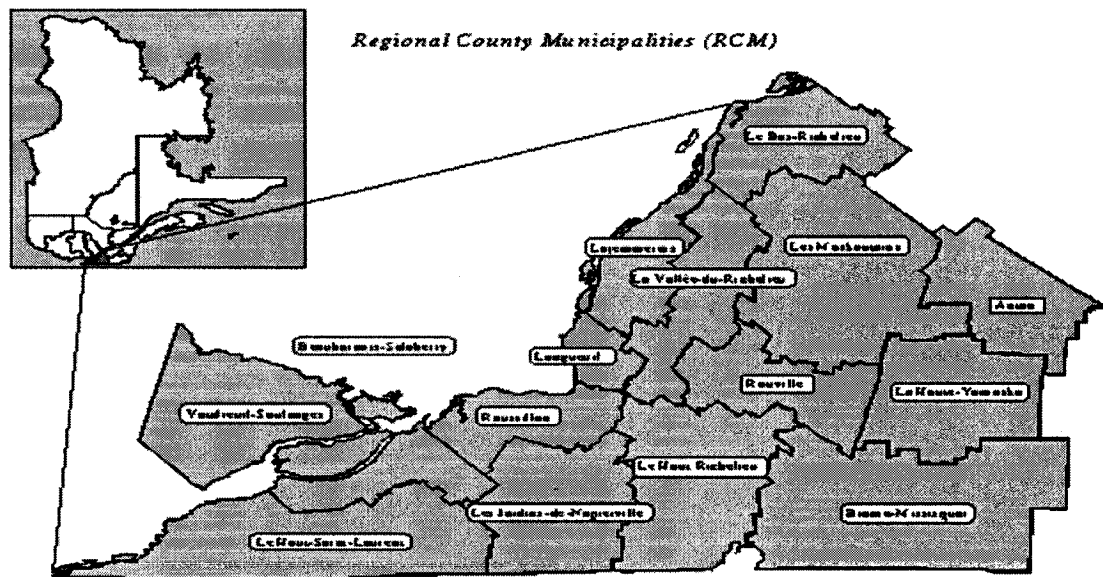 Regional County Municipalities (RCM)
Le Bas-Richelieu
Lajemmerais
Les Maskoutains
La Vallée-du-Richelieu
Acton
Beauharnois-Salaberry
Longueuil
Rouville
La Haute-Yamaska
Vaudreuil-Soulanges
Roussillon
Le Haut-Richelieu
Les Jardins-de-Napierville
Brome-Missisquoi
Le Haut-Saint-Laurent